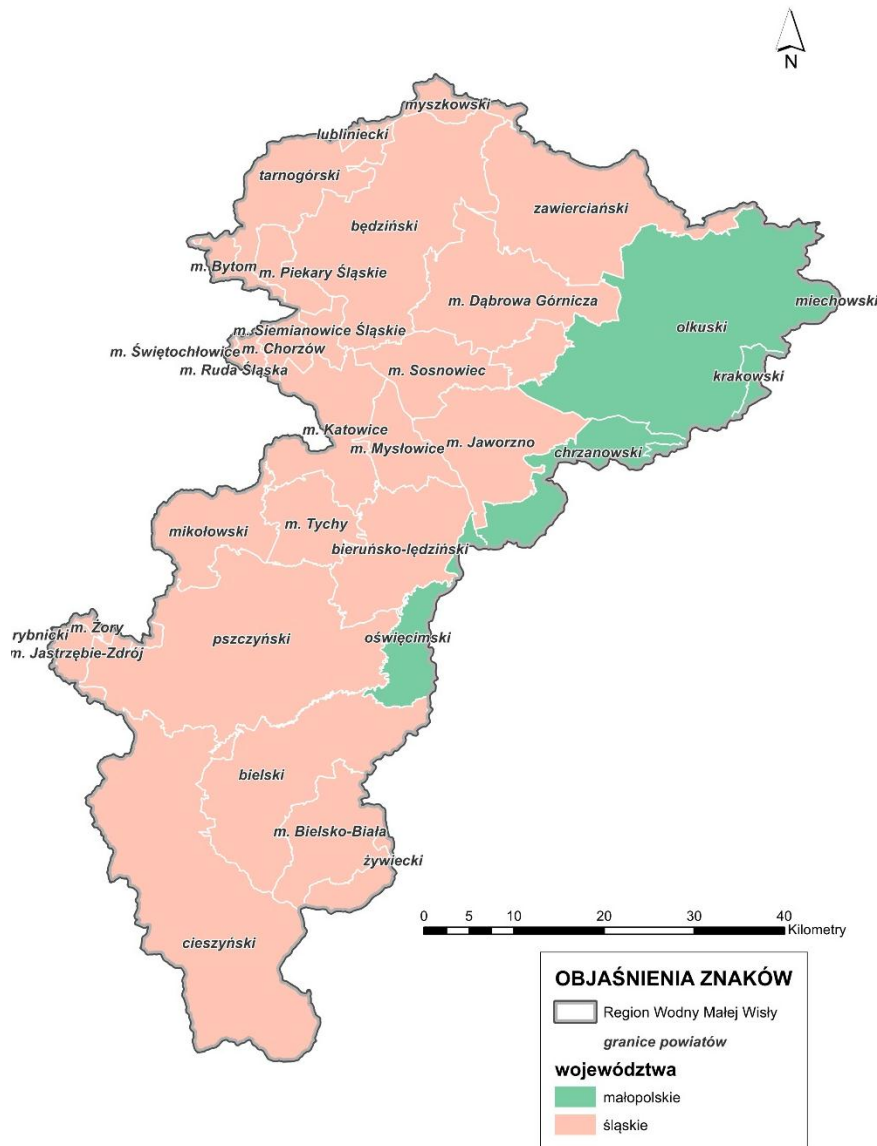 N
myszkowski
lubliniecki
tarnogórski
zawierciański
będziński
m. Bytom
m. Piekary Śląskie
m. Dąbrowa Górnicza
miechowski
olkuski
m. Siemianowice Śląskie
m. Świętochłowice
m. Chorzów
m. Ruda Śląska
m. Sosnowiec
krakowski
m. Katowice
m. Mysłowice
m. Jaworzno
chrzanowski
mikołowski
m. Tychy
bieruńsko-lędziński
rybnicki
m. Żory
m. Jastrzębie-Zdrój
pszczyński
oświęcimski
bielski
m. Bielsko-Biała
żywiecki
cieszyński
0 5 10 20 30 40
Kilometry
OBJAŚNIENIA ZNAKÓW
Region Wodny Małej Wisły
granice powiatów
województwa
małopolskie
śląskie